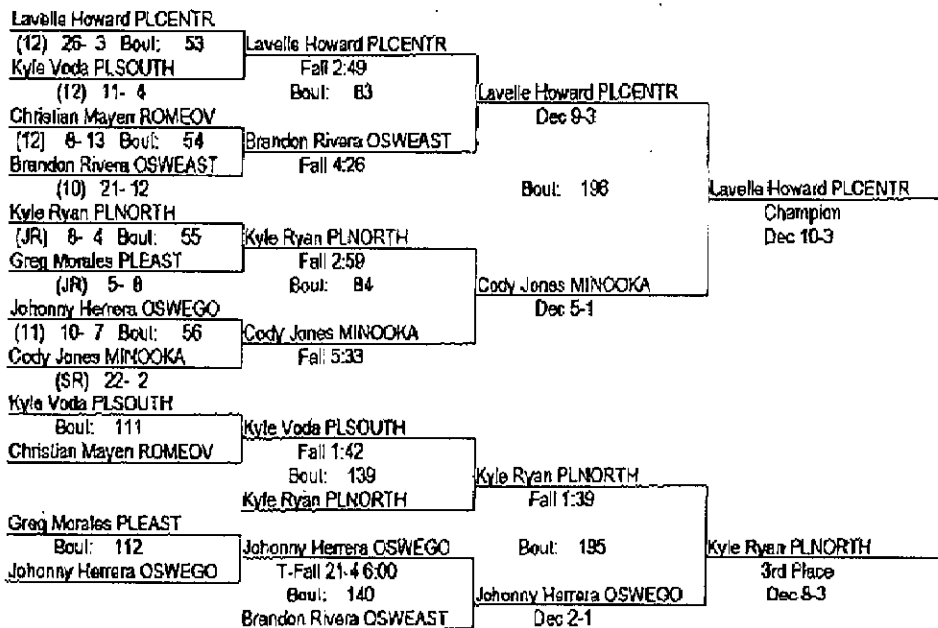 Lavelle Howard PLCENTR
(12) 26- 3 Bout: 53
Kyle Voda PLSOUTH
(12) 11- 4
Christian Mayen ROMEOV
(12) 8-13 Bout: 54
Brandon Rivera OSWEAST
(10) 21-12
Kyle Ryan PLNORTH
(JR) 8- 4 Bout: 55
Greg Morales PLEAST
(JR) 5- 8
Johonny Herrera OSWEGO
(11) 10- 7 Bout: 56
Cody Jones MINOOKA
(SR) 22- 2
Lavelle Howard PLCENTR
Fall 2:49
Bout: 83
Brandon Rivera OSWEAST
Fall 4:26
Kyle Ryan PLNORTH
Fall 2:59
Bout: 84
Cody Jones MINOOKA
Fall 5:33
Lavelle Howard PLCENTR
Dec 9-3
Bout: 196
Cody Jones MINOOKA
Dec 5-1
Lavelle Howard PLCENTR
Champion
Dec 10-3
Kyle Voda PLSOUTH
Bout: 111
Christian Mayen ROMEOV
Greg Morales PLEAST
Bout: 112
Johonny Herrera OSWEGO
Kyle Voda PLSOUTH
Fall 1:42
Bout: 139
Kyle Ryan PLNORTH
Johonny Herrera OSWEGO
T-Fall 21-4 6:00
Bout: 140
Brandon Rivera OSWEAST
Kyle Ryan PLNORTH
Fall 1:39
Bout: 195
Johonny Herrera OSWEGO
Dec 2-1
Kyle Ryan PLNORTH
3rd Place
Dec 8-3